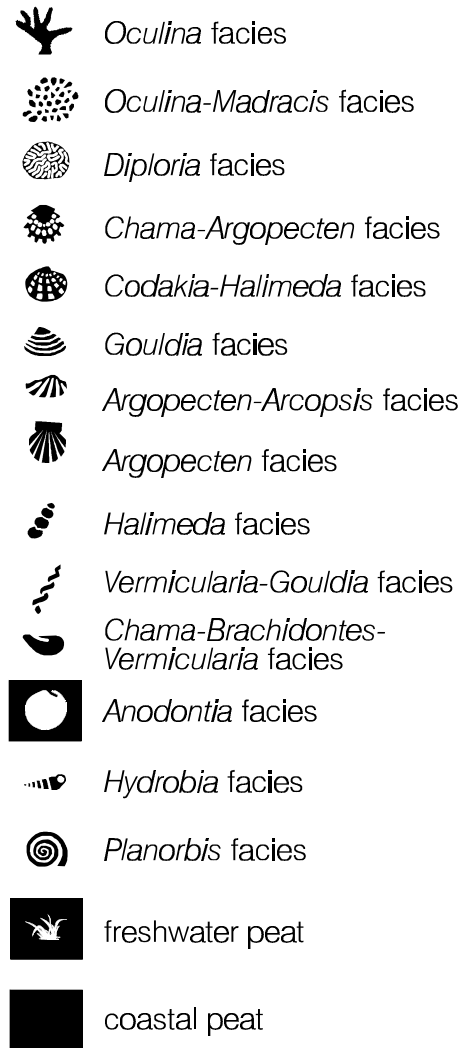 Oculina facies
Oculina-Madracis facies
Diploria facies
Chama-Argopecten facies
Codakia-Halimeda facies
Gouldia facies
Argopecten-Arcopsis facies
Argopecten facies
Halimeda facies
Vermicularia-Gouldia facies
Chama-Brachidontes-
Vermicularia facies
Anodontia facies
Hydrobia facies
Planorbis facies
freshwater peat
coastal peat